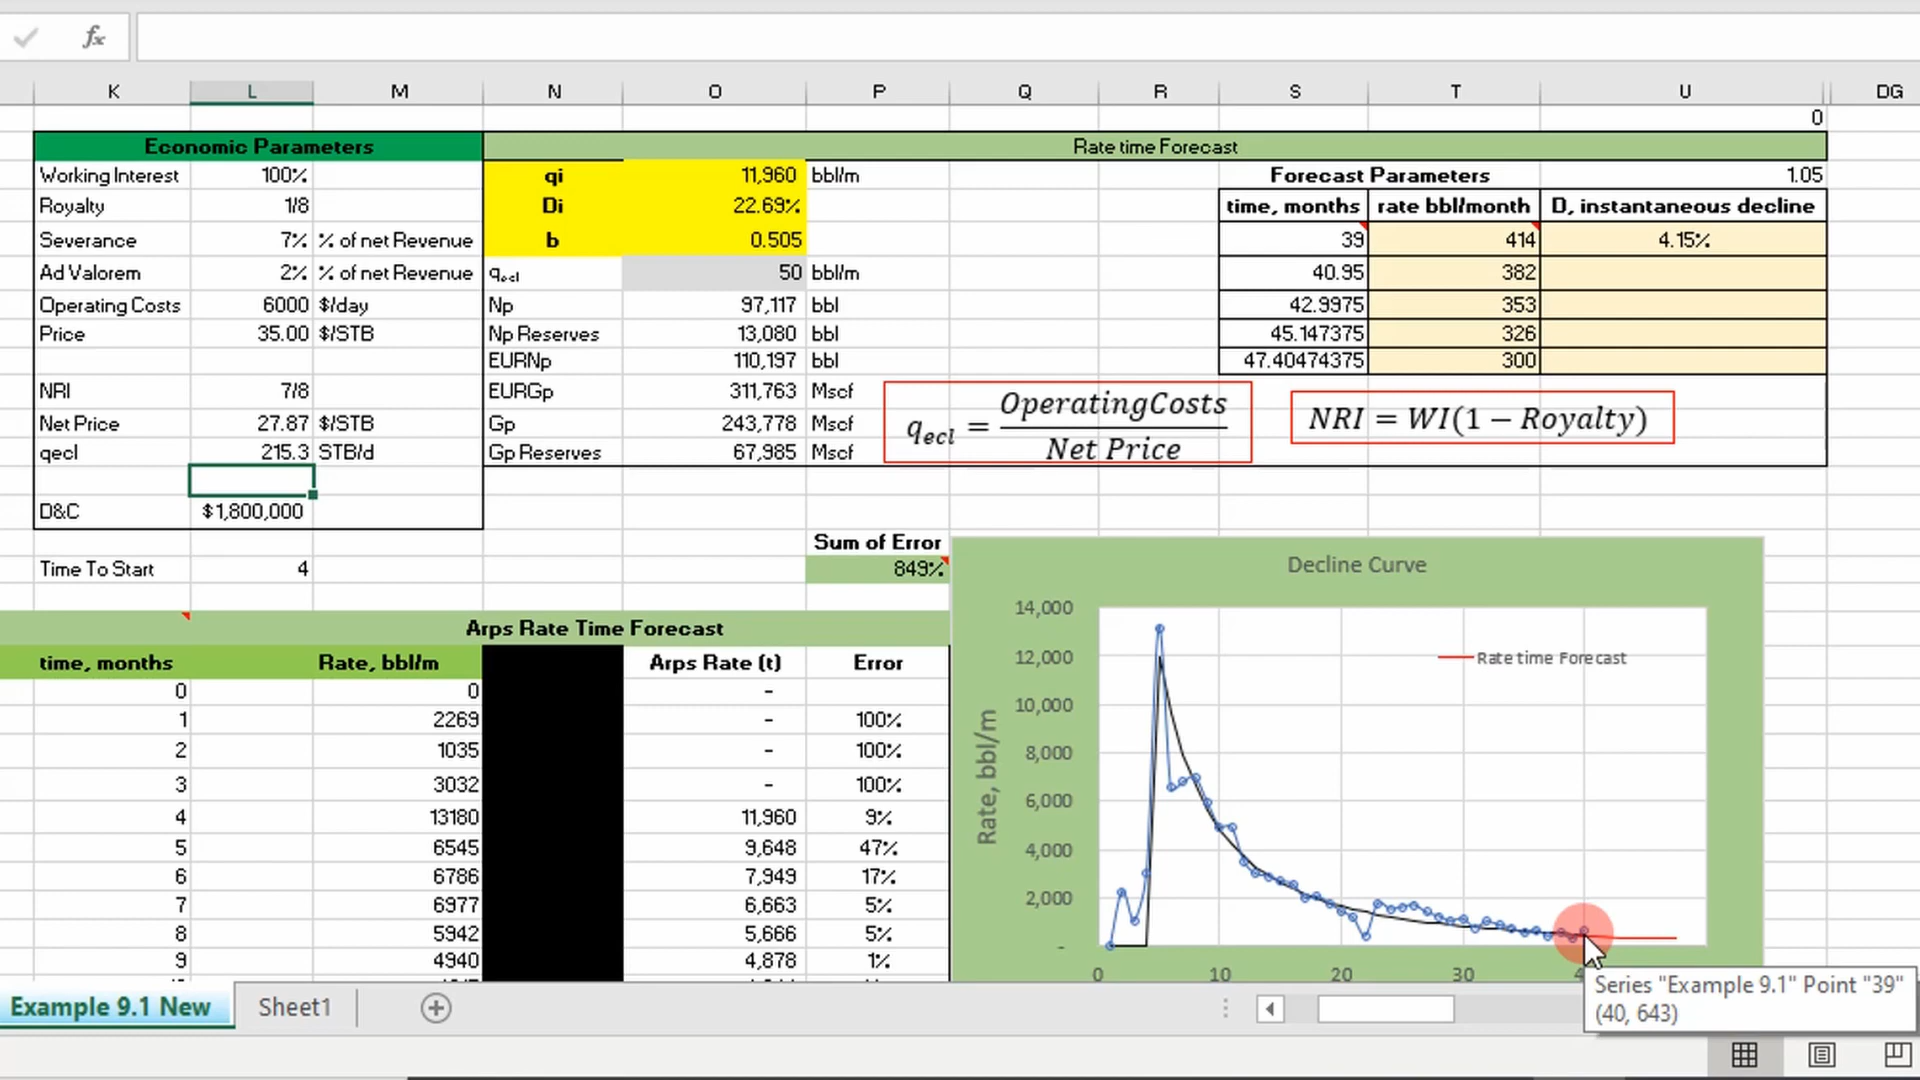 fx
K L M N O P Q R S T U DG
0
Economic Parameters Rate time Forecast
Working Interest 100% qi 11,960 bbl/m Forecast Parameters 1.05
Royalty 1/8 Di 22.69% time, months rate bbl/month D, instantaneous decline
Severance 7% % of net Revenue b 0.505 39 414 4.15%
Ad Valorem 2% % of net Revenue qecl 50 bbl/m 40.95 382
Operating Costs 6000 $/day Np 97,117 bbl 42.9975 353
Price 35.00 $/STB Np Reserves 13,080 bbl 45.147375 326
EURNp 110,197 bbl 47.40474375 300
NRI 7/8 EURGp 311,763 Mscf
Net Price 27.87 $/STB Gp 243,778 Mscf
qecl 215.3 STB/d Gp Reserves 67,985 Mscf
qecl = OperatingCosts / Net Price
NRI = WI(1 − Royalty)
D&C $1,800,000
Sum of Error
Time To Start 4 849%
Arps Rate Time Forecast
time, months Rate, bbl/m Arps Rate (t) Error
0 0 -
1 2269 - 100%
2 1035 - 100%
3 3032 - 100%
4 13180 11,960 9%
5 6545 9,648 47%
6 6786 7,949 17%
7 6977 6,663 5%
8 5942 5,666 5%
9 4940 4,878 1%
Decline Curve
14,000
12,000
10,000
8,000
6,000
4,000
2,000
-
Rate, bbl/m
Rate time Forecast
0 10 20 30
Series "Example 9.1" Point "39"
(40, 643)
Example 9.1 New Sheet1